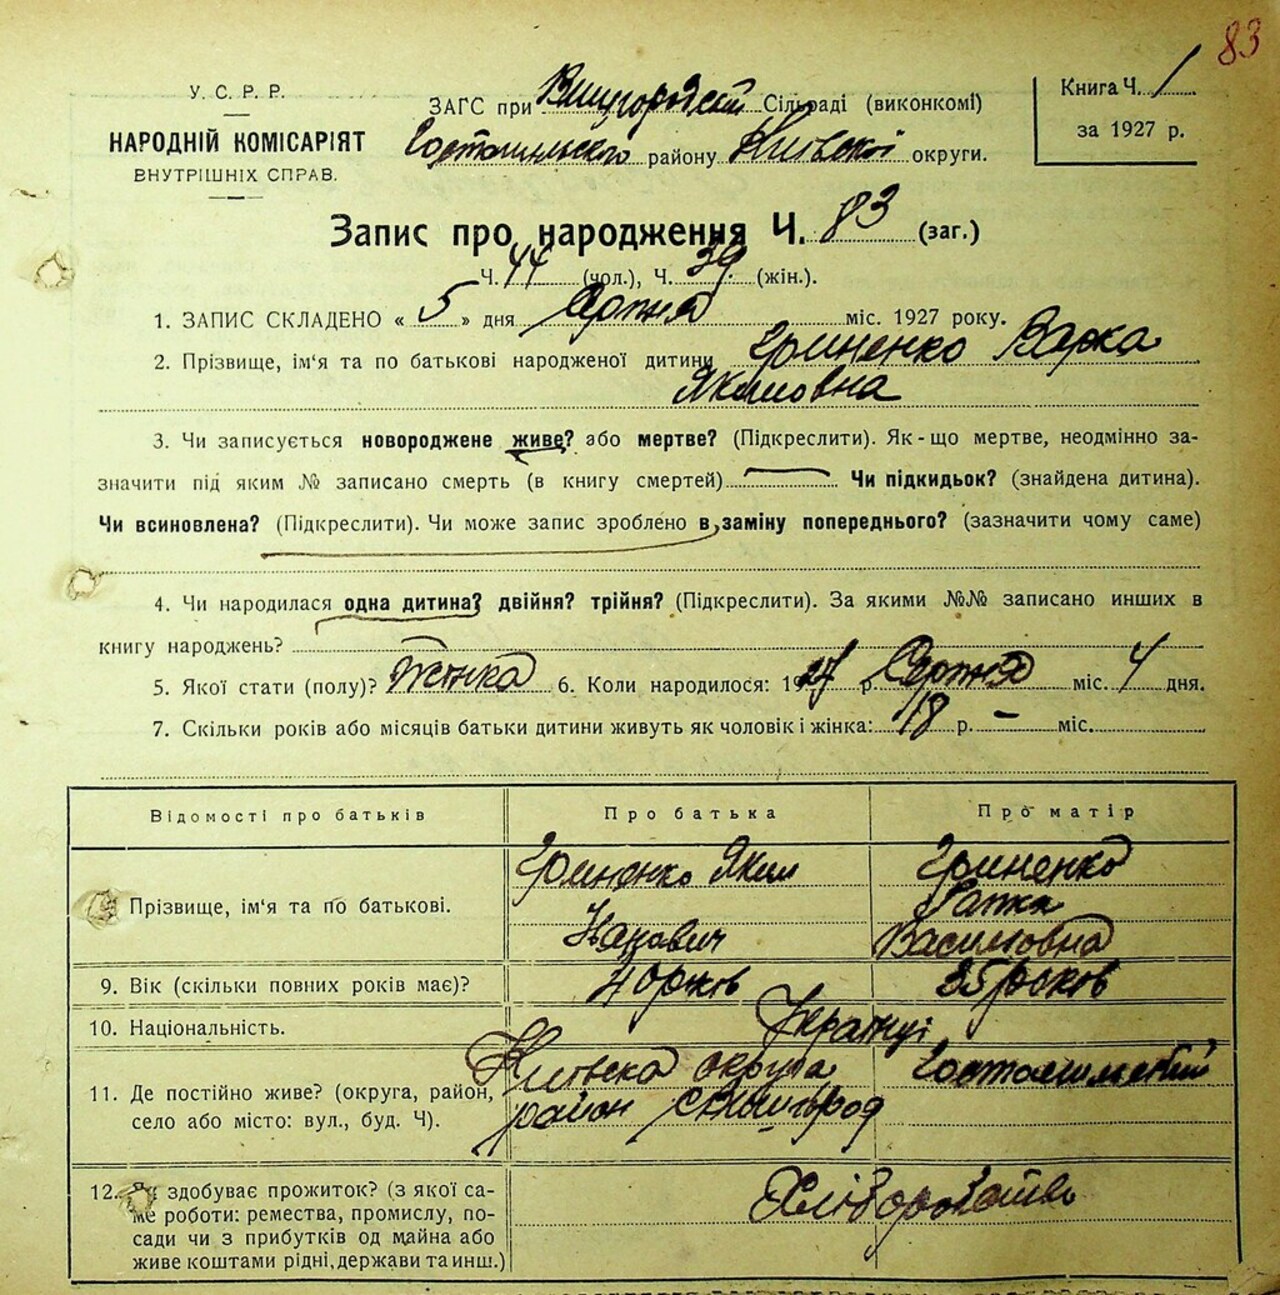 83
У. С. Р. Р.
НАРОДНІЙ КОМІСАРІЯТ
ВНУТРІШНІХ СПРАВ.
ЗАГС при Вишгородскій Сільраді (виконкомі)
Гостомильського району Київської округи.
Книга Ч. 1
за 1927 р.
Запис про народження Ч. 83 (заг.)
Ч. 44 (чол.), Ч. 39 (жін.).
1. ЗАПИС СКЛАДЕНО « 5 » дня Серпня міс. 1927 року.
2. Прізвище, ім'я та по батькові народженої дитини Гриненко Варка
Якимовна
3. Чи записується новороджене живе? або мертве? (Підкреслити). Як-що мертве, неодмінно за-
значити під яким № записано смерть (в книгу смертей) Чи підкидьок? (знайдена дитина).
Чи всиновлена? (Підкреслити). Чи може запис зроблено в заміну попереднього? (зазначити чому саме)
4. Чи народилася одна дитина? двійня? трійня? (Підкреслити). За якими №№ записано инших в
книгу народжень?
5. Якої стати (полу)? Жінка 6. Коли народилося: 1927 р. Серпня міс. 4 дня.
7. Скільки років або місяців батьки дитини живуть як чоловік і жінка: 18 р. — міс.
Відомості про батьків Про батька Про матір
Прізвище, ім'я та по батькові.
Гриненко Яким
Гриненко
Василовна
9. Вік (скільки повних років має)? 40 років 35 років
10. Національність. Українці
11. Де постійно живе? (округа, район,
село або місто: вул., буд. Ч).
Київска округа
район с Вишгород
12. здобуває прожиток? (з якої са-
ме роботи: ремества, промислу, по-
сади чи з прибутків од майна або
живе коштами рідні, держави та инш.)
Хліборобство